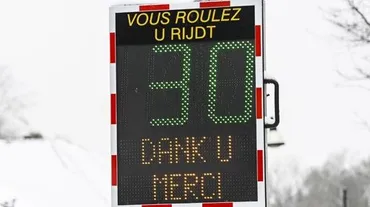 VOUS ROULEZ
U RIJDT
30
DANK U
MERCI